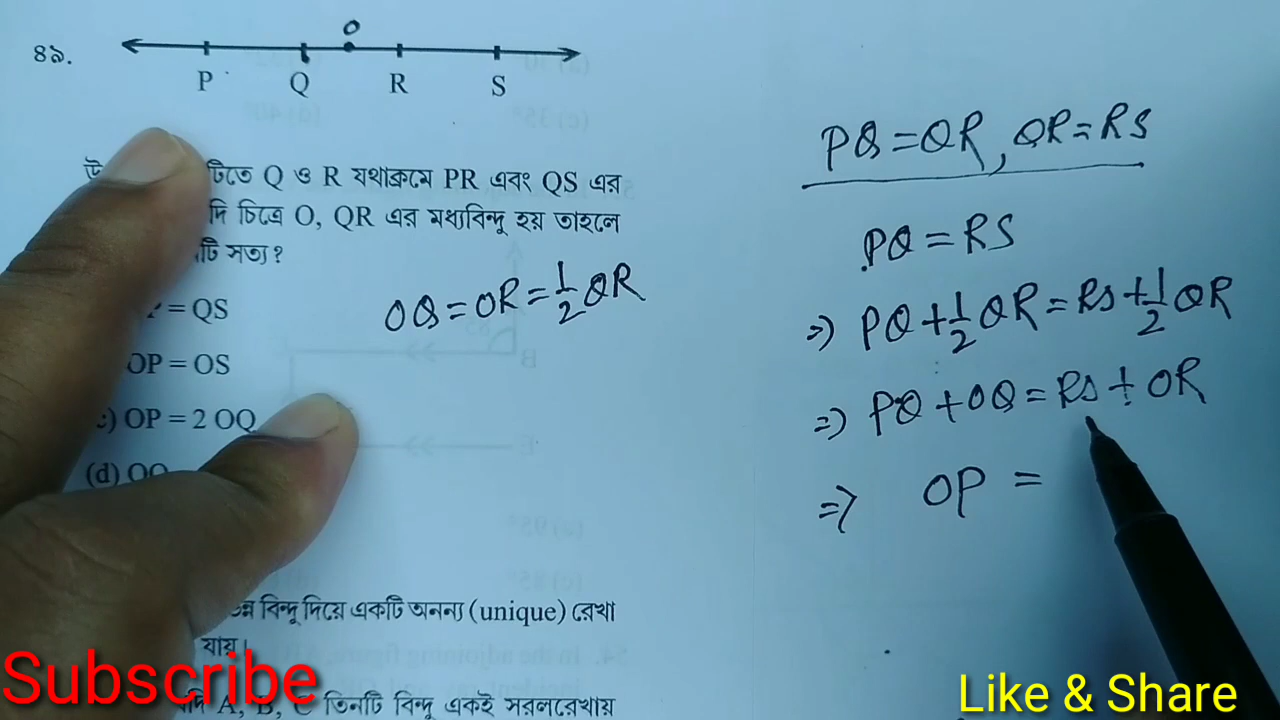 O
৪৯.
P Q R S
PQ = QR, QR = RS
টিতে Q ও R যথাক্রমে PR এবং QS এর
দি চিত্রে O, QR এর মধ্যবিন্দু হয় তাহলে
টি সত্য?
= QS
OP = OS
OP = 2 OQ
(d) OQ
OQ = OR = 1/2 QR
PQ = RS
=> PQ + 1/2 QR = RS + 1/2 QR
=> PQ + OQ = RS + OR
=> OP =
বিন্দু দিয়ে একটি অনন্য (unique) রেখা
যায়।
A, B, C তিনটি বিন্দু একই সরলরেখায়
Subscribe
Like & Share